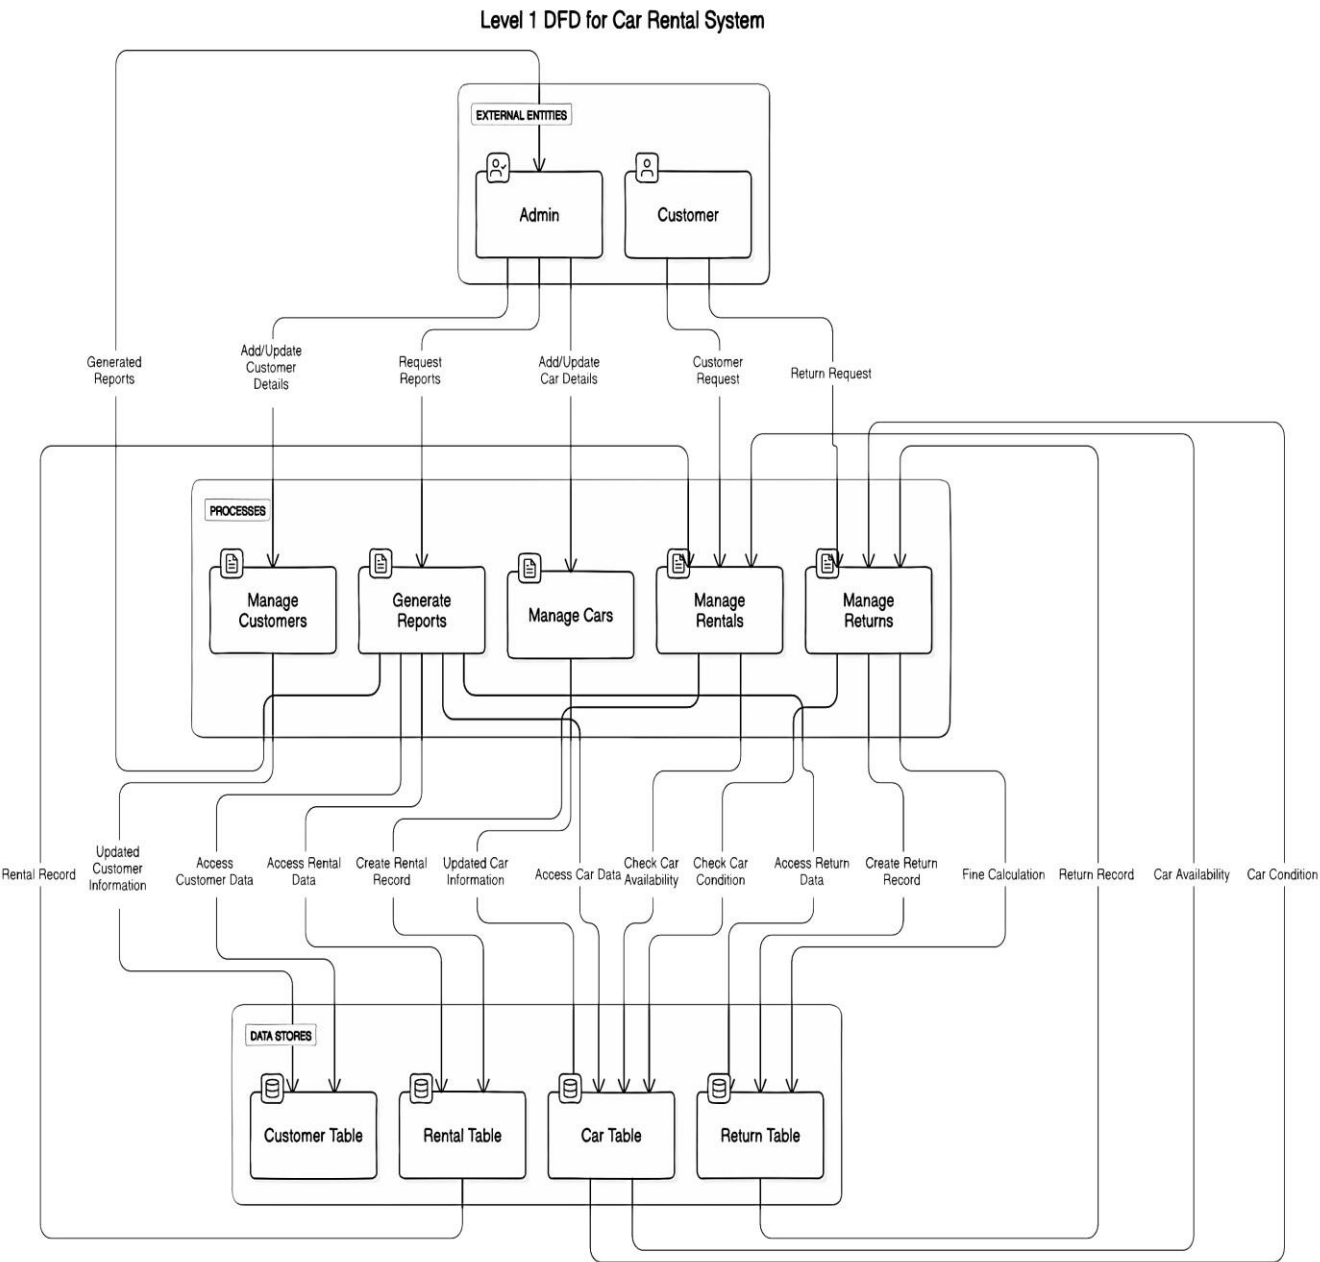 Level 1 DFD for Car Rental System
EXTERNAL ENTITIES
Admin
Customer
Generated
Reports
Add/Update
Customer
Details
Request
Reports
Add/Update
Car Details
Customer
Request
Return Request
PROCESSES
Manage
Customers
Generate
Reports
Manage Cars
Manage
Rentals
Manage
Returns
Rental Record
Updated
Customer
Information
Access
Customer Data
Access Rental
Data
Create Rental
Record
Updated Car
Information
Access Car Data
Check Car
Availability
Check Car
Condition
Access Return
Data
Create Return
Record
Fine Calculation
Return Record
Car Availability
Car Condition
DATA STORES
Customer Table
Rental Table
Car Table
Return Table